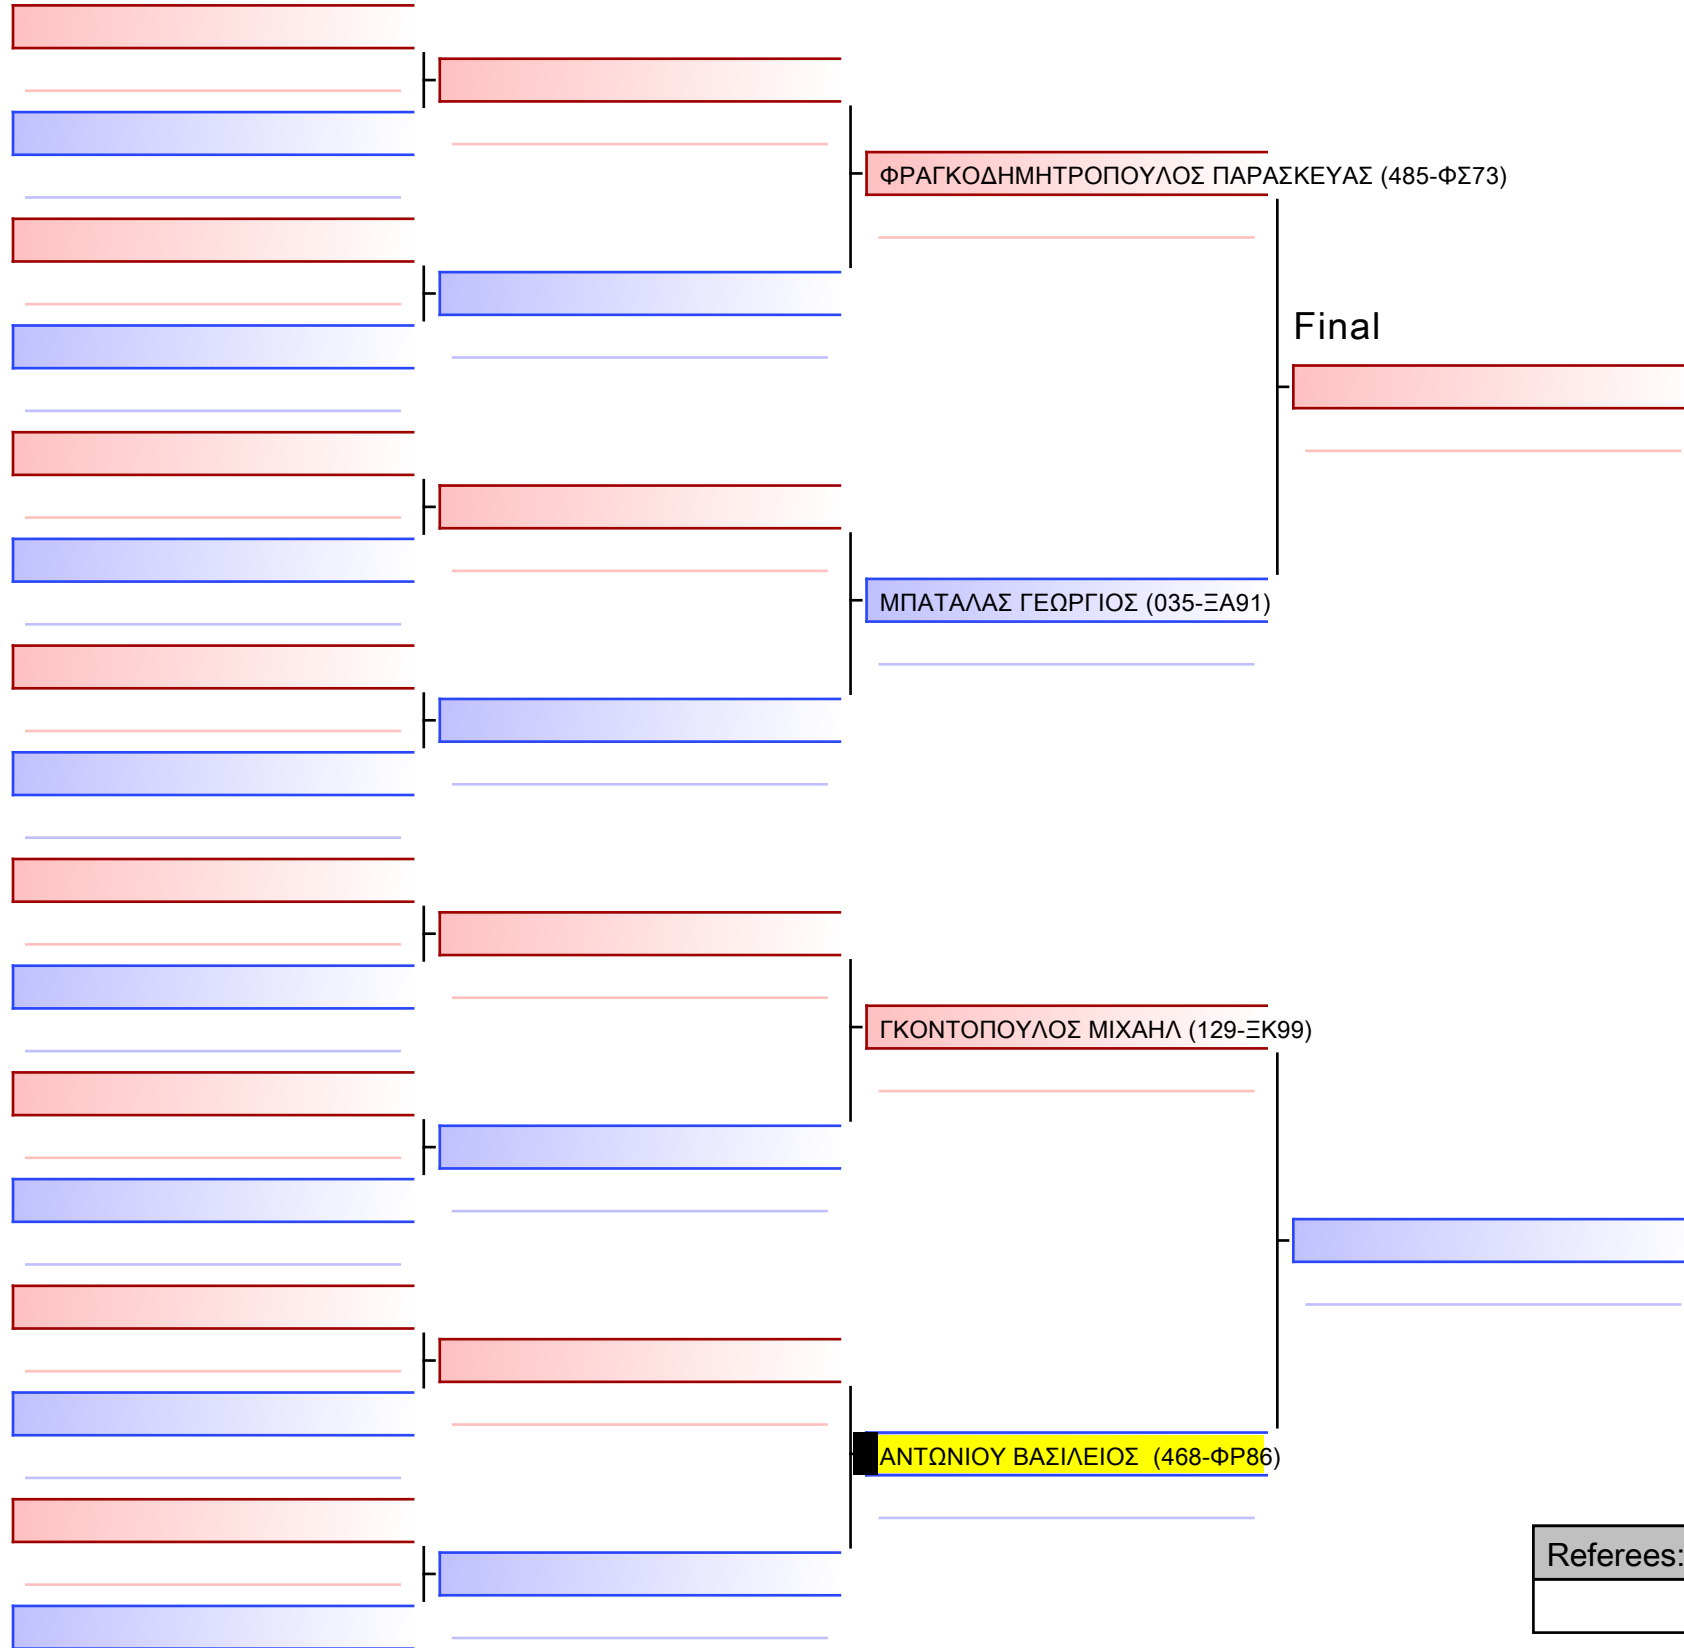 ΦΡΑΓΚΟΔΗΜΗΤΡΟΠΟΥΛΟΣ ΠΑΡΑΣΚΕΥΑΣ (485-ΦΣ73)
Final
ΜΠΑΤΑΛΑΣ ΓΕΩΡΓΙΟΣ (035-ΞΑ91)
ΓΚΟΝΤΟΠΟΥΛΟΣ ΜΙΧΑΗΛ (129-ΞΚ99)
ΑΝΤΩΝΙΟΥ ΒΑΣΙΛΕΙΟΣ (468-ΦΡ86)
Referees: